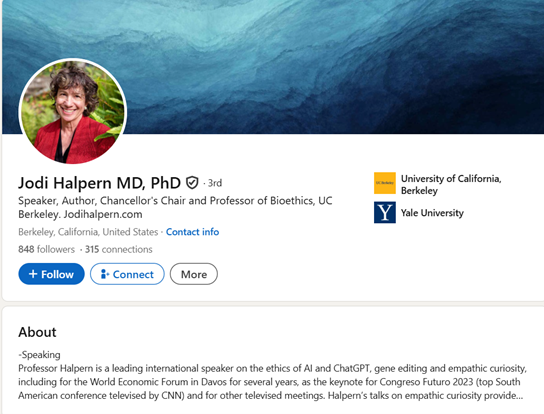 Jodi Halpern MD, PhD · 3rd
Speaker, Author, Chancellor's Chair and Professor of Bioethics, UC
Berkeley. Jodihalpern.com
Berkeley, California, United States · Contact info
848 followers · 315 connections
+ Follow
Connect
More
UC Berkeley
University of California,
Berkeley
Y
Yale University
About
-Speaking
Professor Halpern is a leading international speaker on the ethics of AI and ChatGPT, gene editing and empathic curiosity,
including for the World Economic Forum in Davos for several years, as the keynote for Congreso Futuro 2023 (top South
American conference televised by CNN) and for other televised meetings. Halpern's talks on empathic curiosity provide...